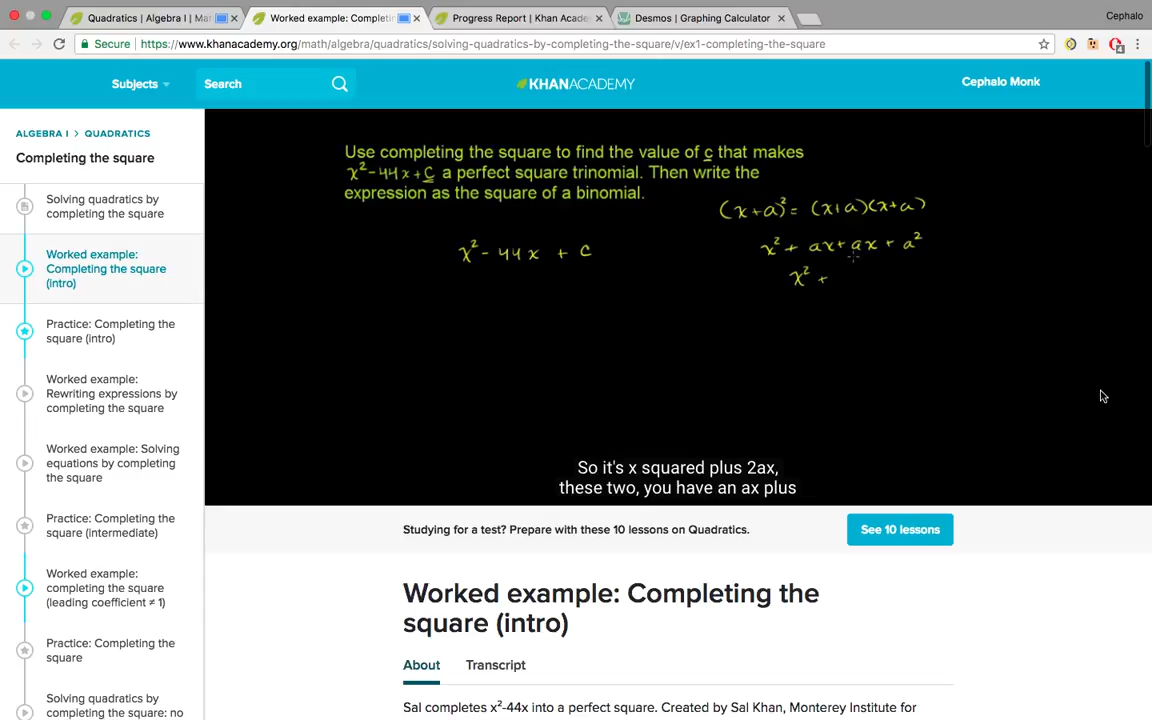 Quadratics | Algebra I | Ma
Worked example: Completi
Progress Report | Khan Acade
Desmos | Graphing Calculator
Cephalo
Secure
https://www.khanacademy.org/math/algebra/quadratics/solving-quadratics-by-completing-the-square/v/ex1-completing-the-square
4
Subjects
Search
KHANACADEMY
Cephalo Monk
ALGEBRA I > QUADRATICS
Completing the square
Solving quadratics by
completing the square
Worked example:
Completing the square
(intro)
Practice: Completing the
square (intro)
Worked example:
Rewriting expressions by
completing the square
Worked example: Solving
equations by completing
the square
Practice: Completing the
square (intermediate)
Worked example:
completing the square
(leading coefficient ≠ 1)
Practice: Completing the
square
Solving quadratics by
completing the square: no
Use completing the square to find the value of c that makes
x² - 44x + C a perfect square trinomial. Then write the
expression as the square of a binomial.
(x+a)² = (x+a)(x+a)
x² - 44x + c
x² + ax + ax + a²
x² +
So it's x squared plus 2ax,
these two, you have an ax plus
Studying for a test? Prepare with these 10 lessons on Quadratics.
See 10 lessons
Worked example: Completing the
square (intro)
About
Transcript
Sal completes x²-44x into a perfect square. Created by Sal Khan, Monterey Institute for